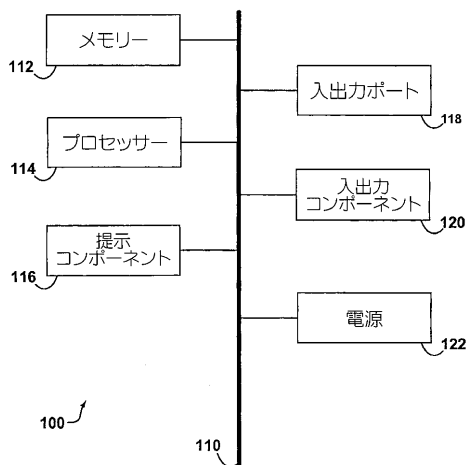 メモリー
112
プロセッサー
114
提示
コンポーネント
116
入出力ポート
118
入出力
コンポーネント
120
電源
122
100
110